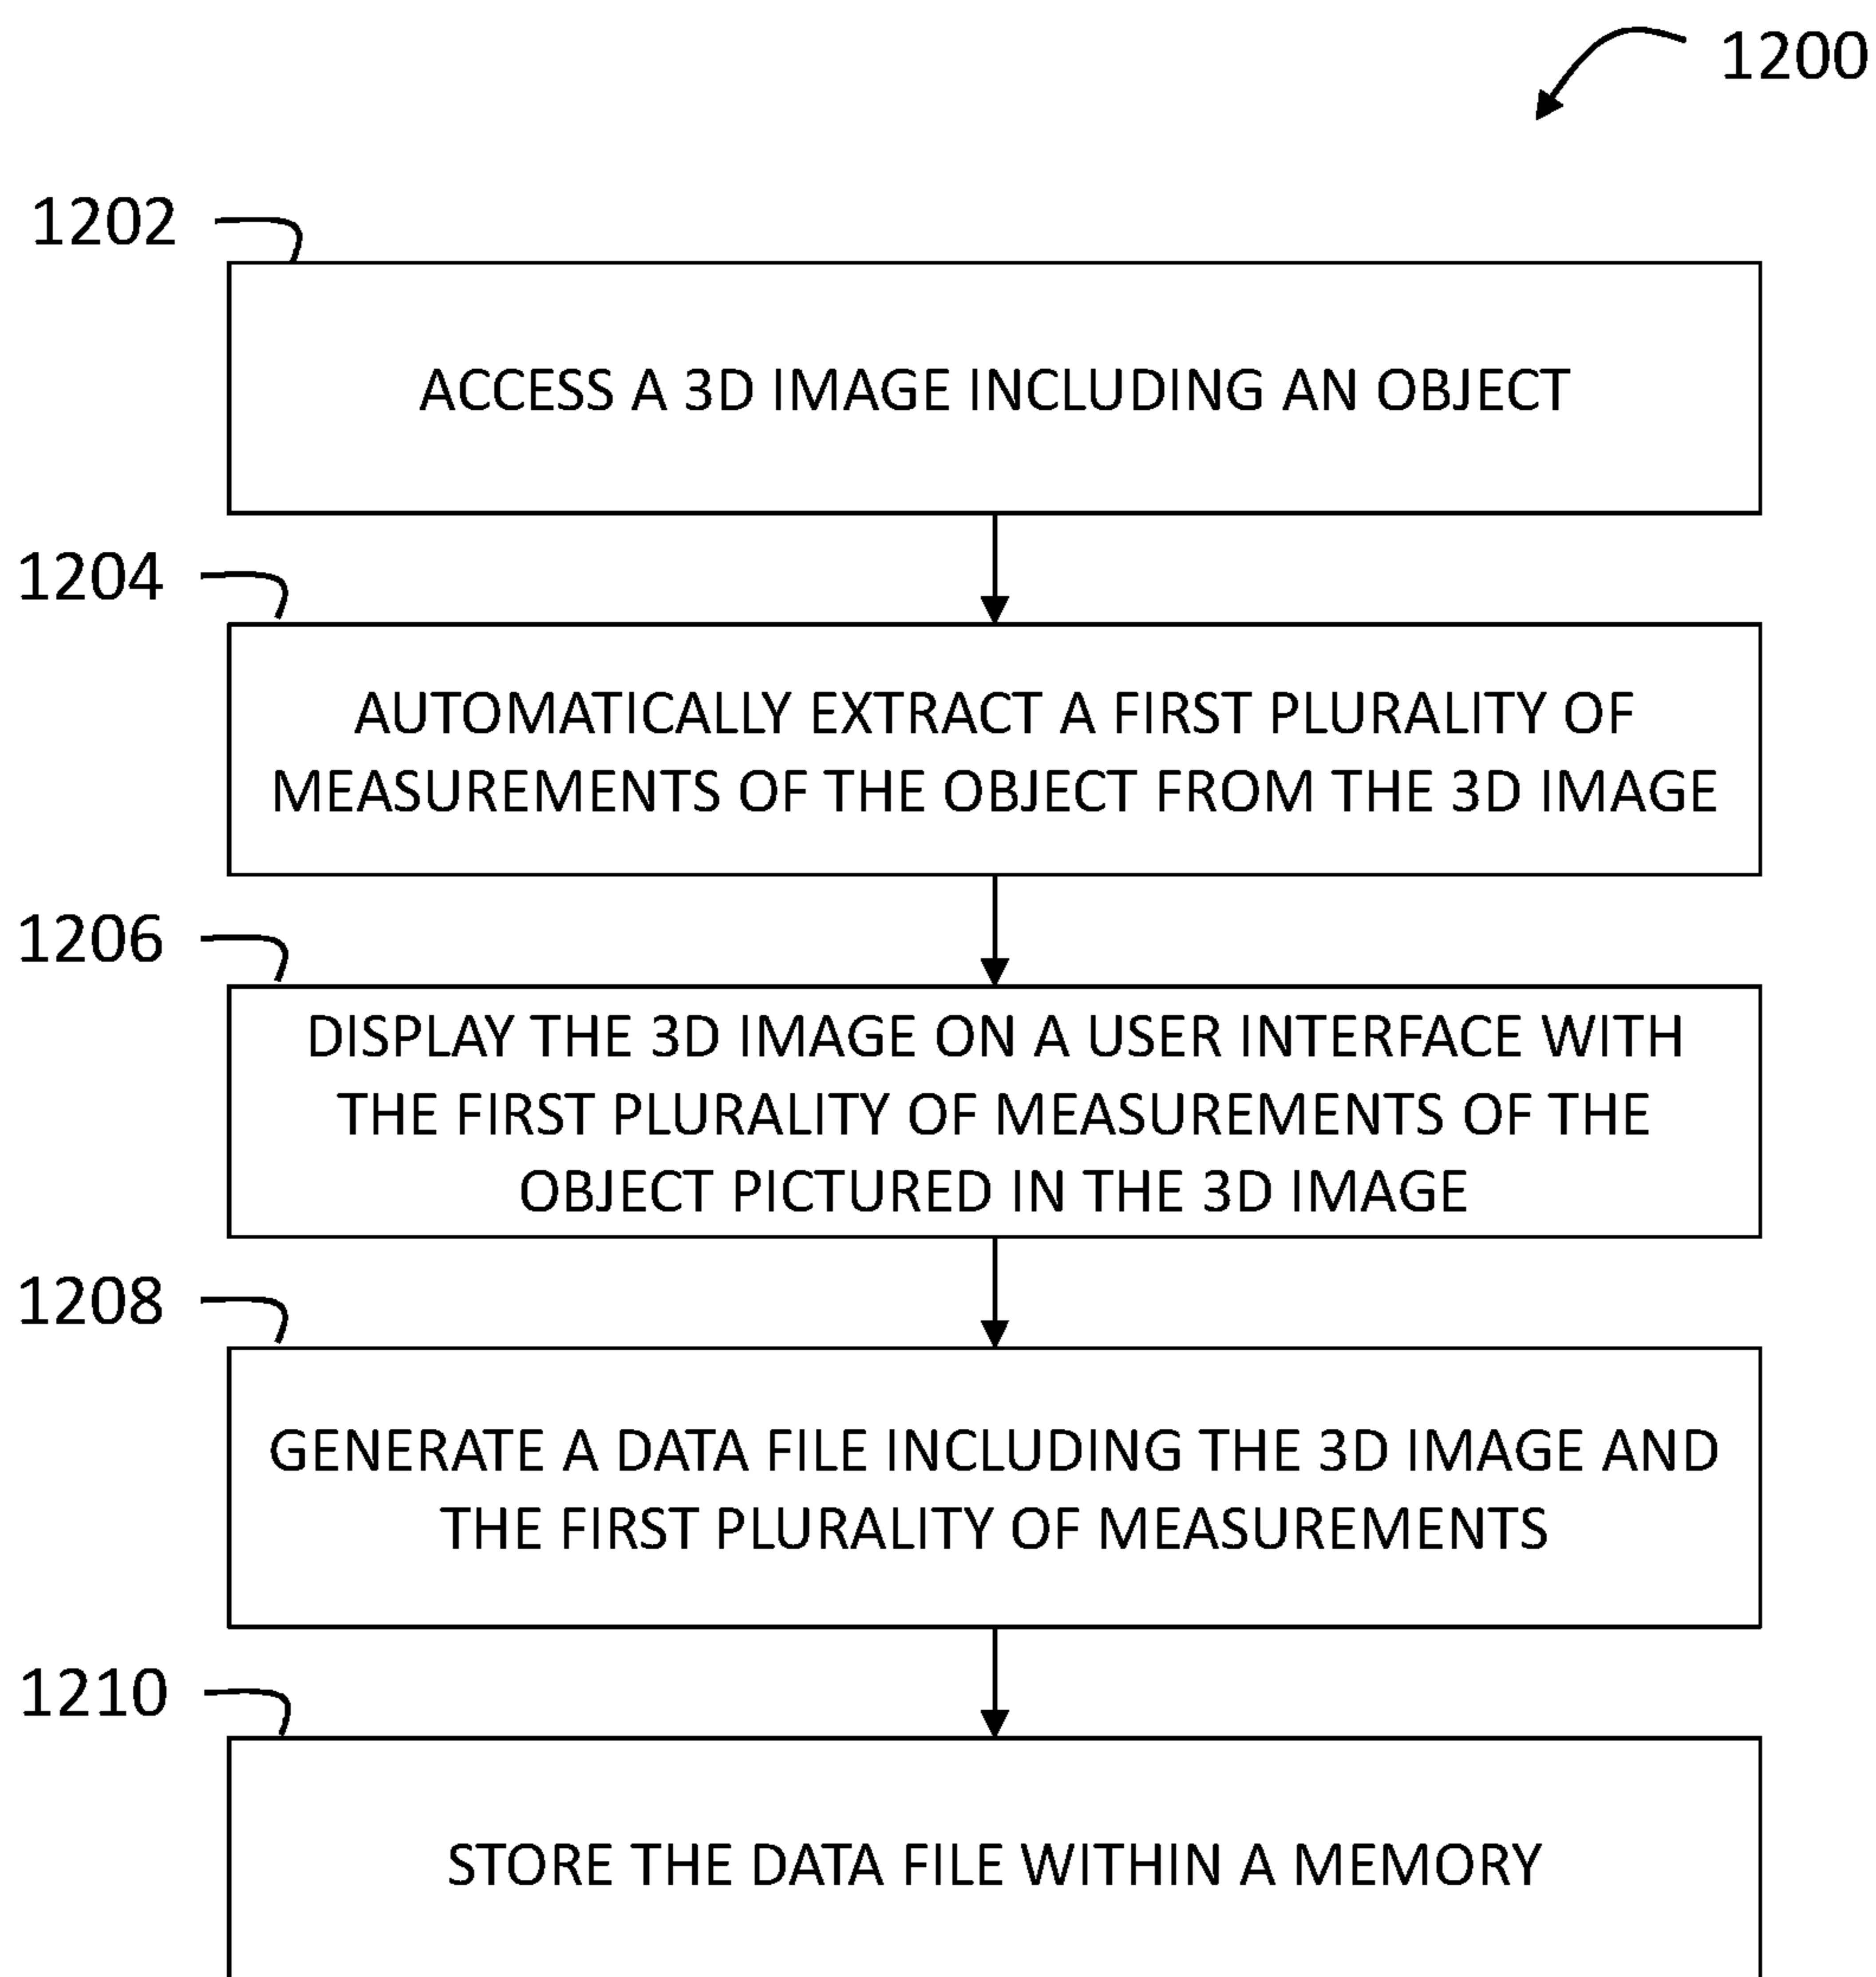 1200
1202
ACCESS A 3D IMAGE INCLUDING AN OBJECT
1204
AUTOMATICALLY EXTRACT A FIRST PLURALITY OF
MEASUREMENTS OF THE OBJECT FROM THE 3D IMAGE
1206
DISPLAY THE 3D IMAGE ON A USER INTERFACE WITH
THE FIRST PLURALITY OF MEASUREMENTS OF THE
OBJECT PICTURED IN THE 3D IMAGE
1208
GENERATE A DATA FILE INCLUDING THE 3D IMAGE AND
THE FIRST PLURALITY OF MEASUREMENTS
1210
STORE THE DATA FILE WITHIN A MEMORY